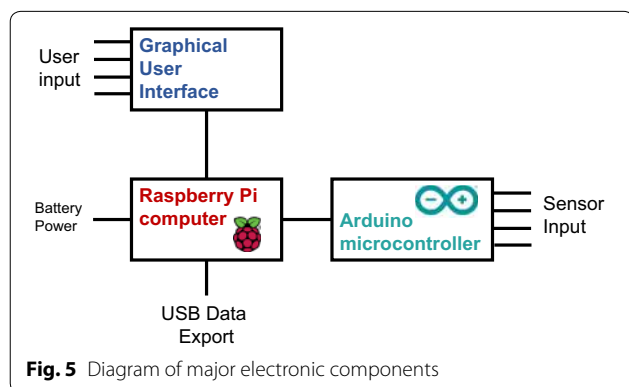 User
input
Graphical
User
Interface
Battery
Power
Raspberry Pi
computer
Arduino
microcontroller
Sensor
Input
USB Data
Export
Fig. 5 Diagram of major electronic components